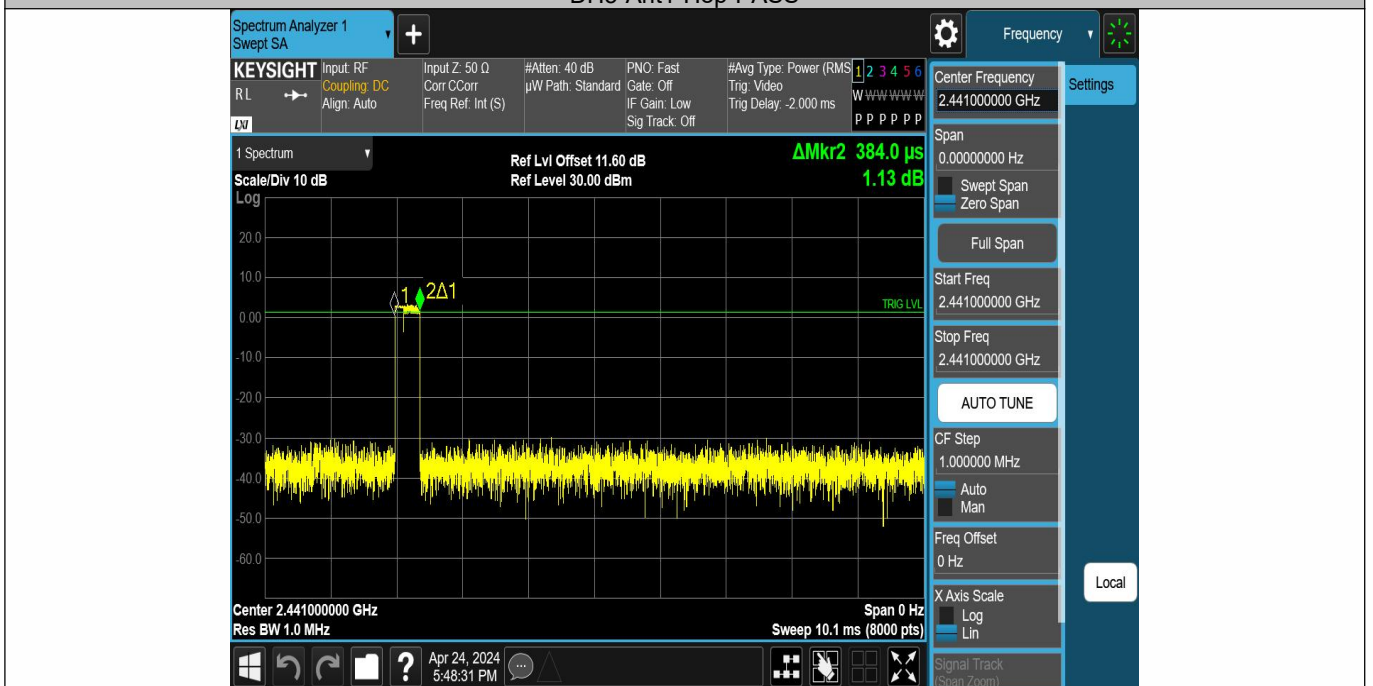 Spectrum Analyzer 1
Swept SA
+
Frequency
KEYSIGHT
R L
LXI
Input: RF
Coupling: DC
Align: Auto
Input Z: 50 Ω
Corr CCorr
Freq Ref: Int (S)
#Atten: 40 dB
µW Path: Standard
PNO: Fast
Gate: Off
IF Gain: Low
Sig Track: Off
#Avg Type: Power (RMS
Trig: Video
Trig Delay: -2.000 ms
1 2 3 4 5 6
W W W W W W
P P P P P P
1 Spectrum
Scale/Div 10 dB
Log
Ref Lvl Offset 11.60 dB
Ref Level 30.00 dBm
ΔMkr2 384.0 µs
1.13 dB
20.0
10.0
0.00
-10.0
-20.0
-30.0
-40.0
-50.0
-60.0
1
2Δ1
TRIG LVL
Center 2.441000000 GHz
Res BW 1.0 MHz
Span 0 Hz
Sweep 10.1 ms (8000 pts)
Center Frequency
2.441000000 GHz
Settings
Span
0.00000000 Hz
Swept Span
Zero Span
Full Span
Start Freq
2.441000000 GHz
Stop Freq
2.441000000 GHz
AUTO TUNE
CF Step
1.000000 MHz
Auto
Man
Freq Offset
0 Hz
X Axis Scale
Log
Lin
Signal Track
(Span Zoom)
Local
?
Apr 24, 2024
5:48:31 PM